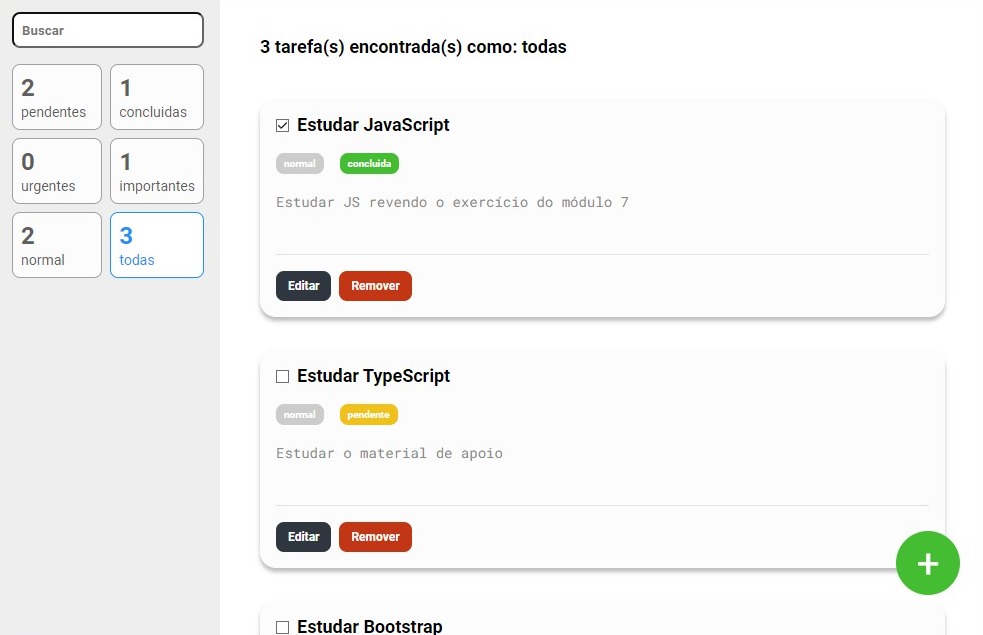 Buscar
2
pendentes
1
concluidas
0
urgentes
1
importantes
2
normal
3
todas
3 tarefa(s) encontrada(s) como: todas
Estudar JavaScript
normal concluida
Estudar JS revendo o exercício do módulo 7
Editar Remover
Estudar TypeScript
normal pendente
Estudar o material de apoio
Editar Remover
+
Estudar Bootstrap